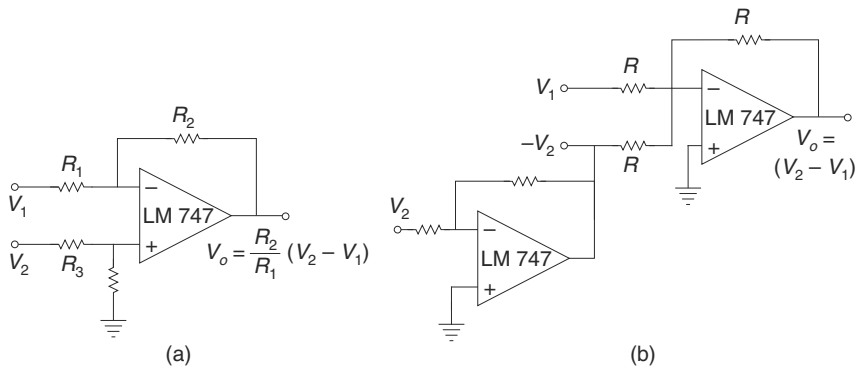 R₂
R₁
V₁
−
LM 747
V₂
R₃
+
Vₒ = R₂/R₁ (V₂ − V₁)
(a)
R
V₁
R
−
LM 747
−V₂
R
+
Vₒ =
(V₂ − V₁)
V₂
−
LM 747
+
(b)